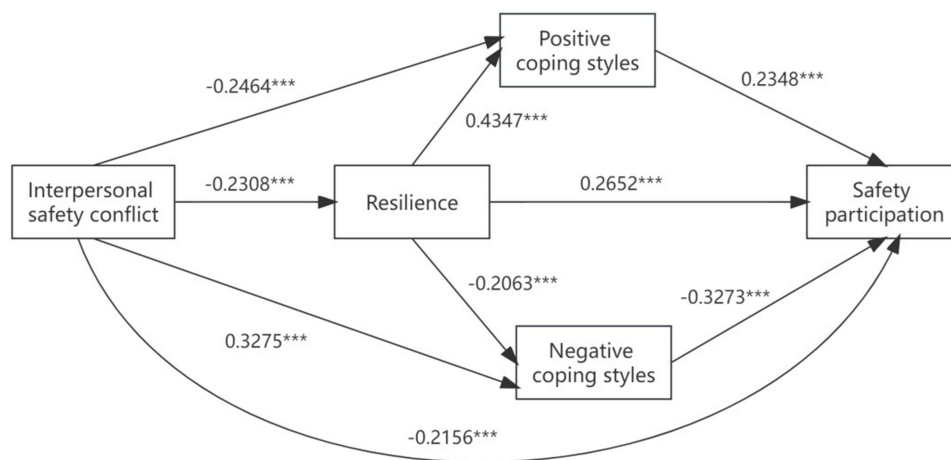 Positive
coping styles
-0.2464***
0.2348***
0.4347***
Interpersonal
safety conflict
-0.2308***
Resilience
0.2652***
Safety
participation
-0.2063***
-0.3273***
0.3275***
Negative
coping styles
-0.2156***